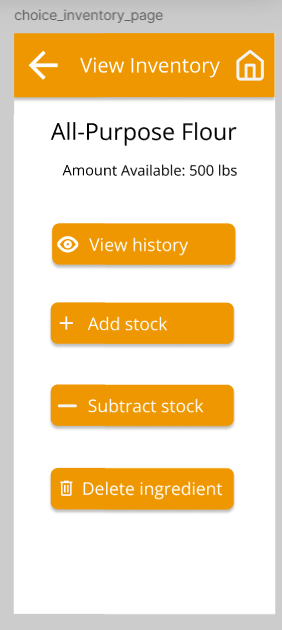 choice_inventory_page
View Inventory
All-Purpose Flour
Amount Available: 500 lbs
View history
Add stock
Subtract stock
Delete ingredient